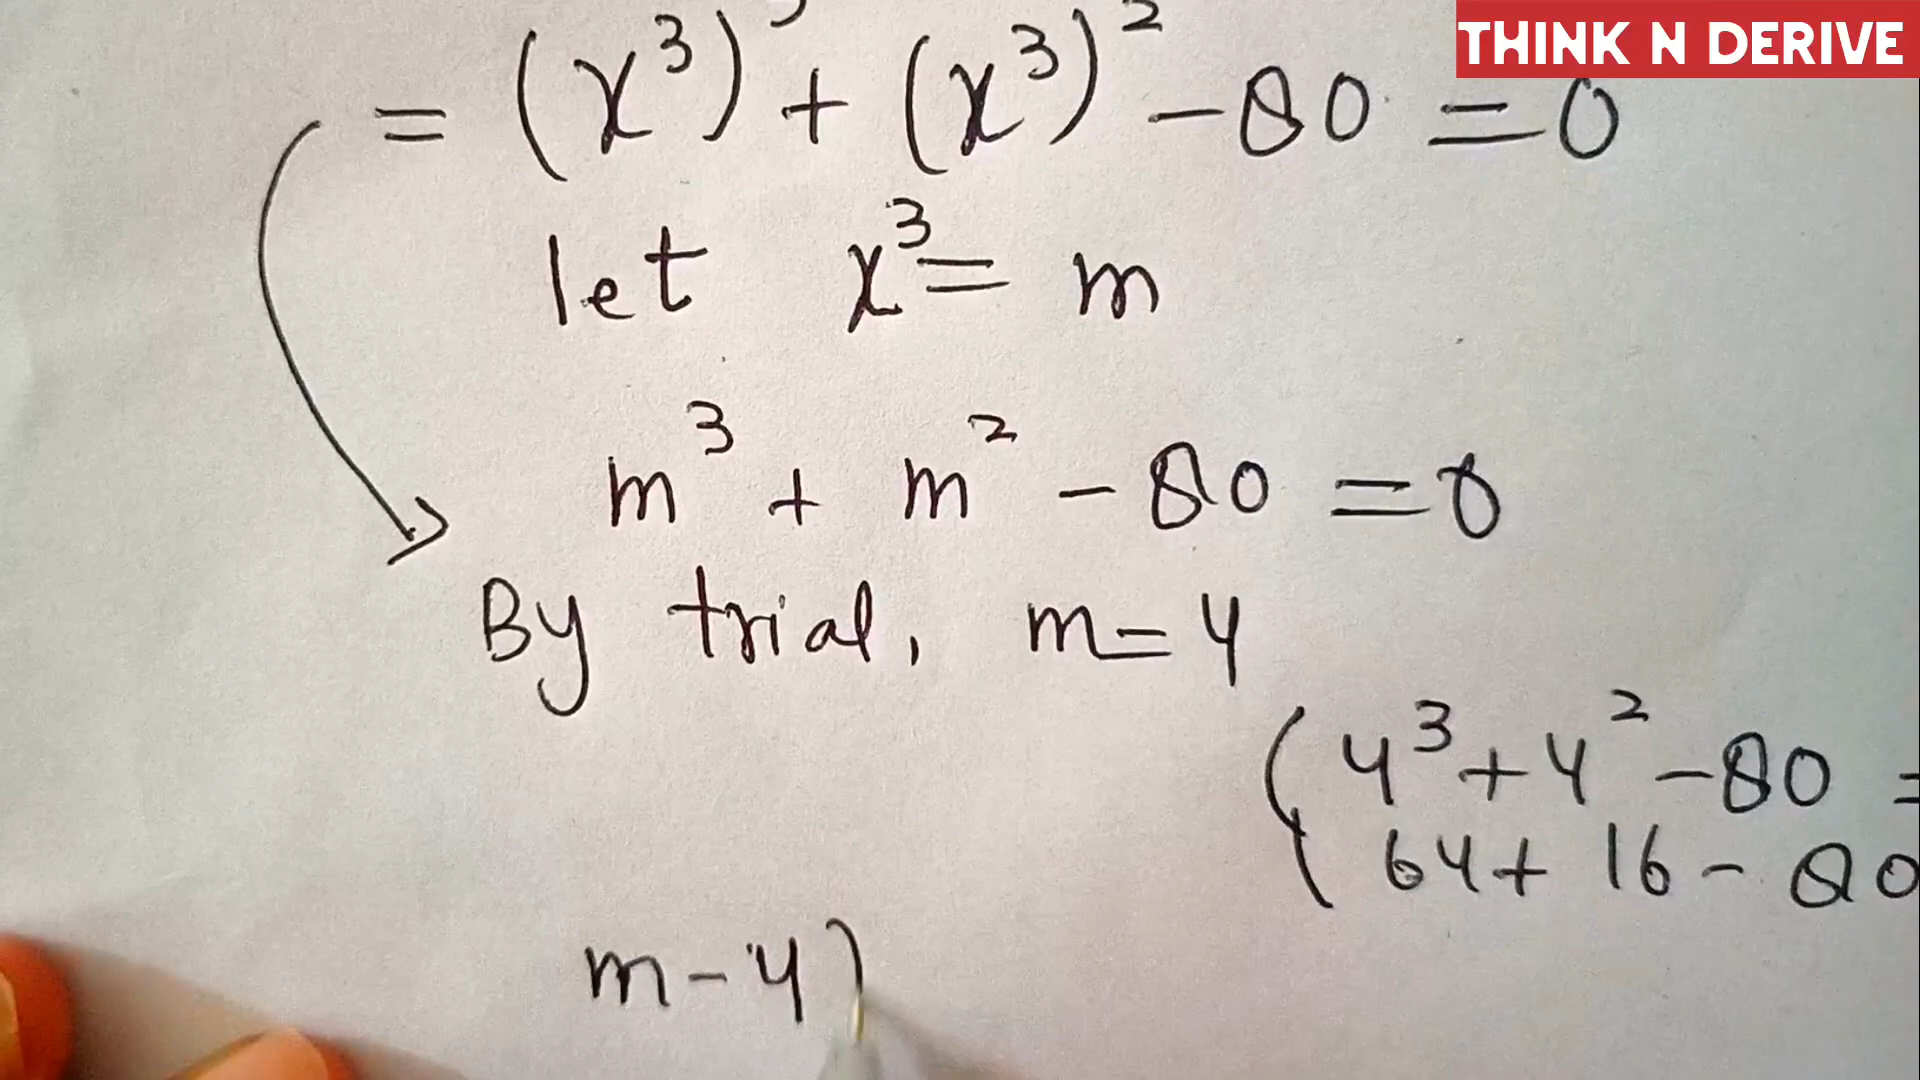 THINK N DERIVE
= (x³)³ + (x³)² - 80 = 0
let x³ = m
m³ + m² - 80 = 0
By trial, m = 4
(4³ + 4² - 80 =
64 + 16 - 80
m - 4)